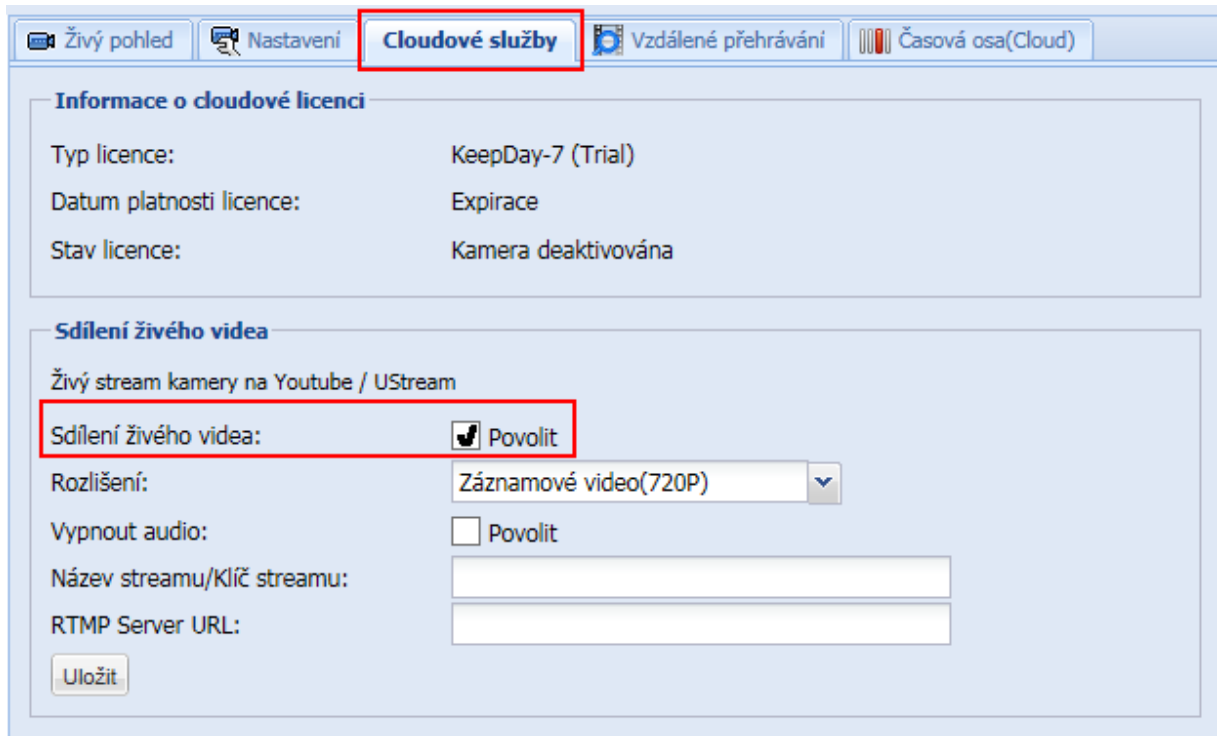 Živý pohled Nastavení Cloudové služby Vzdálené přehrávání Časová osa(Cloud)
Informace o cloudové licenci
Typ licence: KeepDay-7 (Trial)
Datum platnosti licence: Expirace
Stav licence: Kamera deaktivována
Sdílení živého videa
Živý stream kamery na Youtube / UStream
Sdílení živého videa: Povolit
Rozlišení: Záznamové video(720P)
Vypnout audio: Povolit
Název streamu/Klíč streamu:
RTMP Server URL:
Uložit